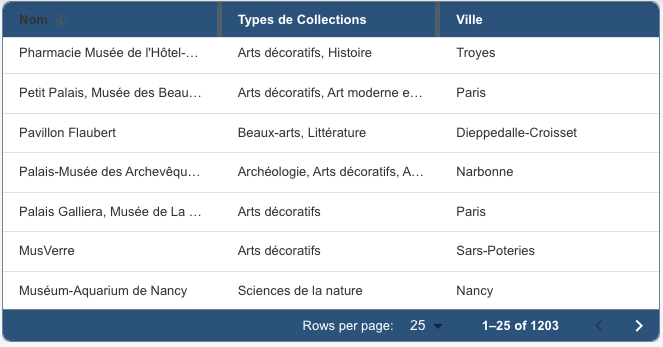 Nom Types de Collections Ville
Pharmacie Musée de l'Hôtel-... Arts décoratifs, Histoire Troyes
Petit Palais, Musée des Beau... Arts décoratifs, Art moderne e... Paris
Pavillon Flaubert Beaux-arts, Littérature Dieppedalle-Croisset
Palais-Musée des Archevêqu... Archéologie, Arts décoratifs, A... Narbonne
Palais Galliera, Musée de La ... Arts décoratifs Paris
MusVerre Arts décoratifs Sars-Poteries
Muséum-Aquarium de Nancy Sciences de la nature Nancy
Rows per page: 25 1–25 of 1203